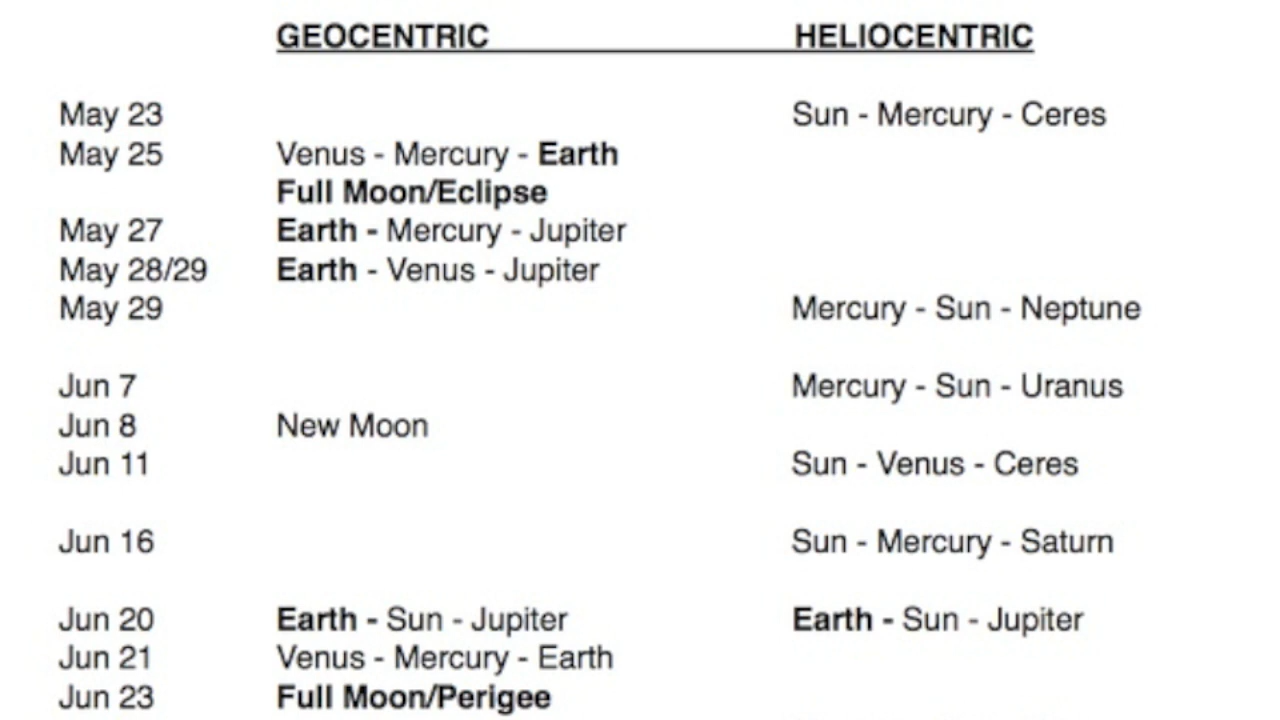 GEOCENTRIC HELIOCENTRIC
May 23 Sun - Mercury - Ceres
May 25 Venus - Mercury - Earth
Full Moon/Eclipse
May 27 Earth - Mercury - Jupiter
May 28/29 Earth - Venus - Jupiter
May 29 Mercury - Sun - Neptune
Jun 7 Mercury - Sun - Uranus
Jun 8 New Moon
Jun 11 Sun - Venus - Ceres
Jun 16 Sun - Mercury - Saturn
Jun 20 Earth - Sun - Jupiter Earth - Sun - Jupiter
Jun 21 Venus - Mercury - Earth
Jun 23 Full Moon/Perigee